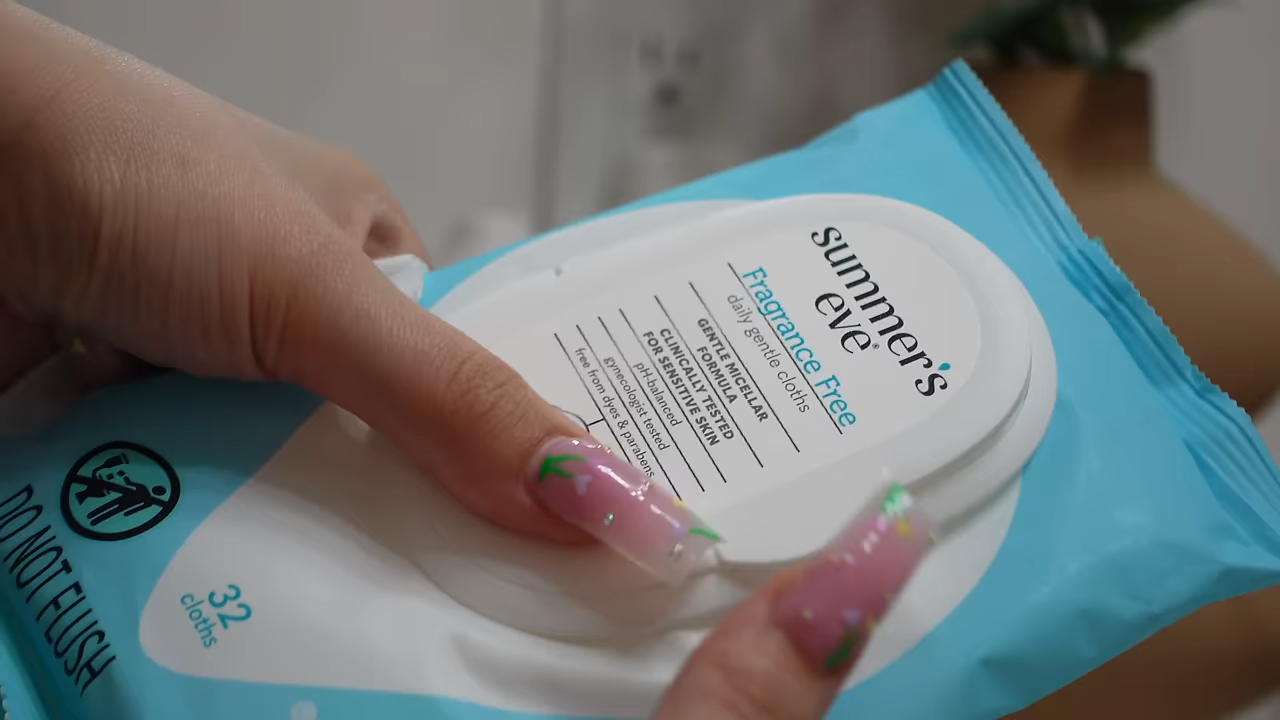 summer's
eve®
Fragrance Free
daily gentle cloths
GENTLE MICELLAR
FORMULA
CLINICALLY TESTED
FOR SENSITIVE SKIN
pH-balanced
gynecologist tested
free from dyes & parabens
32
cloths
DO NOT FLUSH